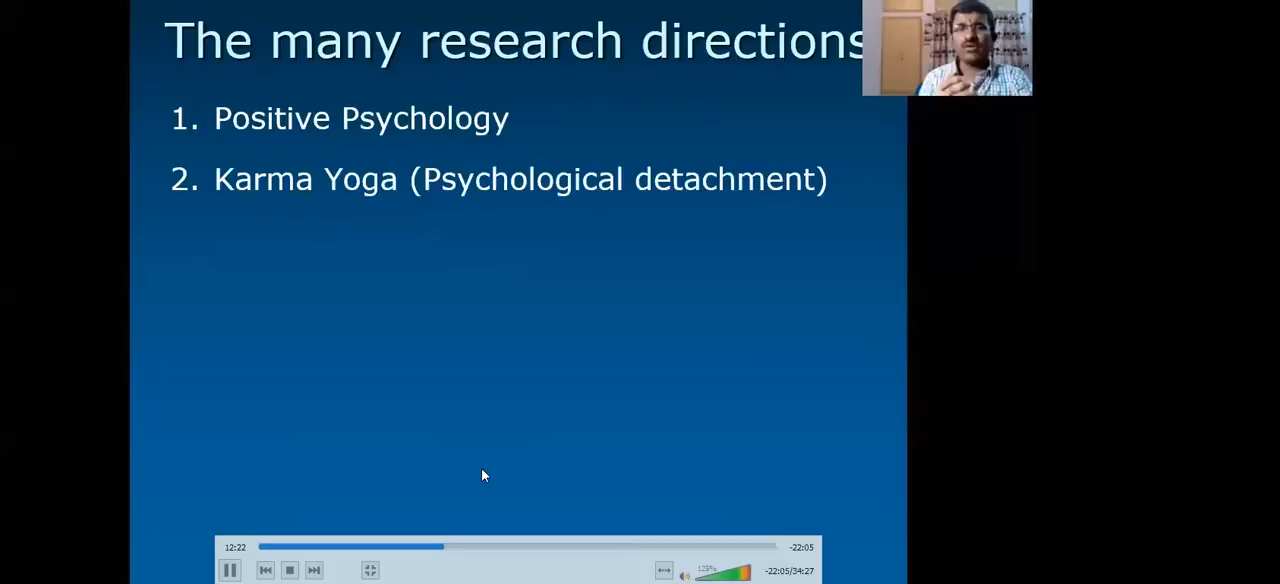 The many research directions
1. Positive Psychology
2. Karma Yoga (Psychological detachment)
12:22
-22:05
125%
-22:05/34:27